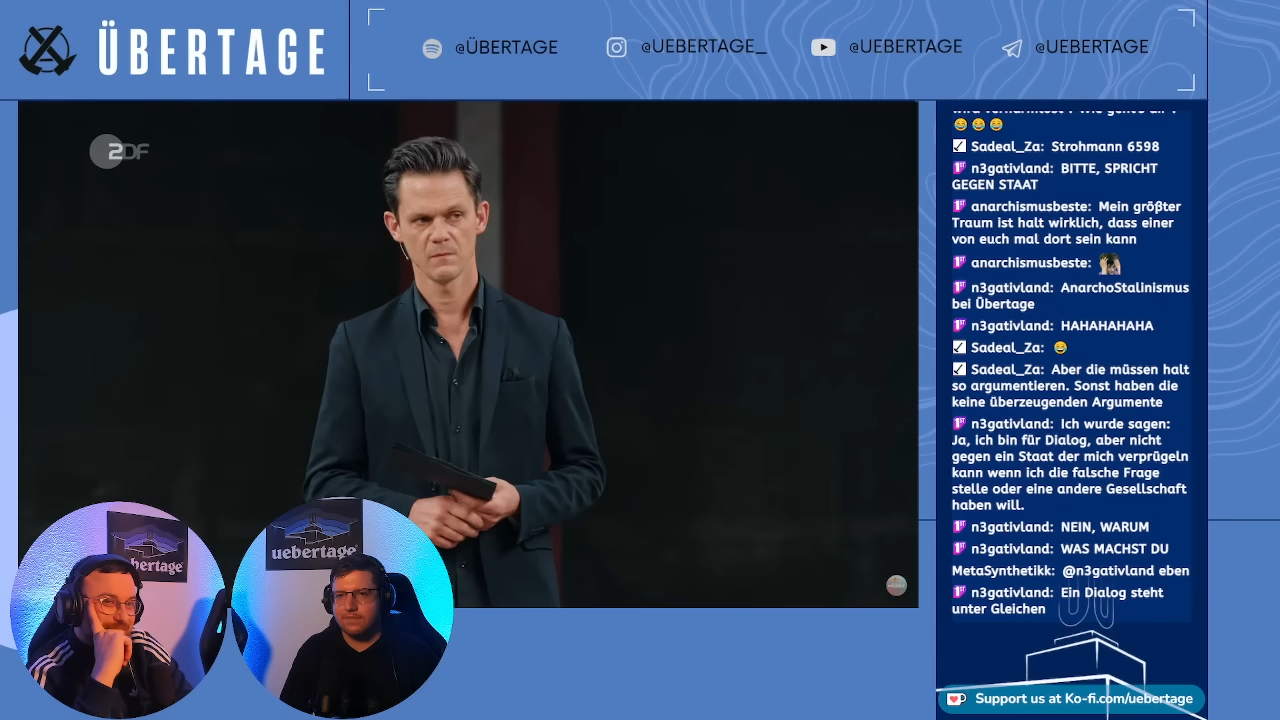 ÜBERTAGE
@ÜBERTAGE
@UEBERTAGE_
@UEBERTAGE
@UEBERTAGE
2DF
😂😂😂
Sadeal_Za: Strohmann 6598
n3gativland: BITTE, SPRICHT
GEGEN STAAT
anarchismusbeste: Mein größter
Traum ist halt wirklich, dass einer
von euch mal dort sein kann
anarchismusbeste:
n3gativland: AnarchoStalinismus
bei Übertage
n3gativland: HAHAHAHAHA
Sadeal_Za: 😂
Sadeal_Za: Aber die müssen halt
so argumentieren. Sonst haben die
keine überzeugenden Argumente
n3gativland: Ich wurde sagen:
Ja, ich bin für Dialog, aber nicht
gegen ein Staat der mich verprügeln
kann wenn ich die falsche Frage
stelle oder eine andere Gesellschaft
haben will.
n3gativland: NEIN, WARUM
n3gativland: WAS MACHST DU
MetaSynthetikk: @n3gativland eben
n3gativland: Ein Dialog steht
unter Gleichen
uebertage
Support us at Ko-fi.com/uebertage